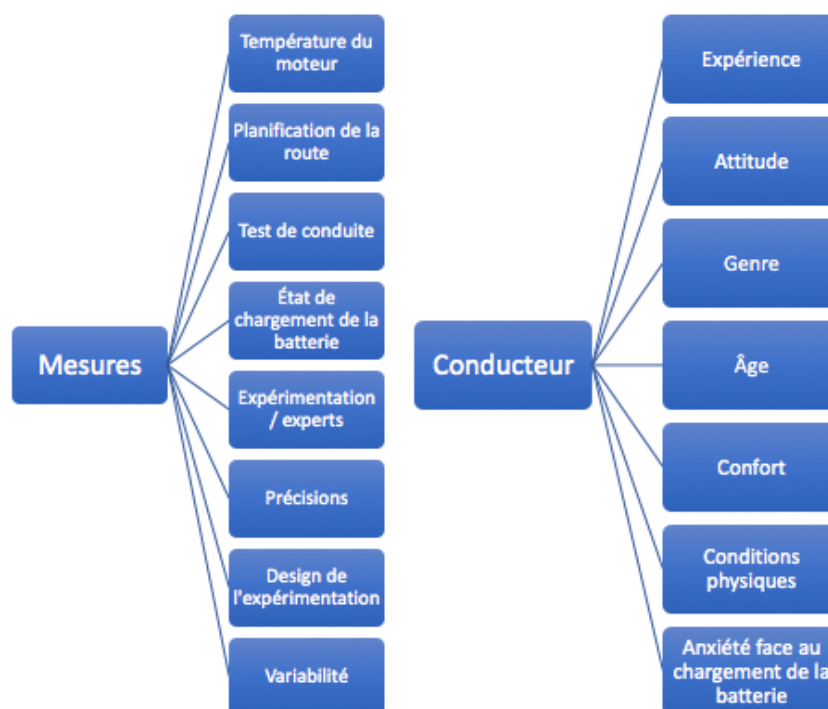 Mesures
Température du
moteur
Planification de la
route
Test de conduite
État de
chargement de la
batterie
Expérimentation
/ experts
Précisions
Design de
l'expérimentation
Variabilité
Conducteur
Expérience
Attitude
Genre
Âge
Confort
Conditions
physiques
Anxiété face au
chargement de la
batterie